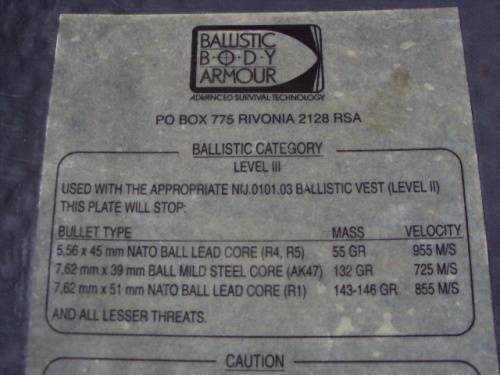 BALLISTIC
B·O·D·Y
ARMOUR
ADVANCED SURVIVAL TECHNOLOGY
PO BOX 775 RIVONIA 2128 RSA
BALLISTIC CATEGORY
LEVEL III
USED WITH THE APPROPRIATE NIJ.0101.03 BALLISTIC VEST (LEVEL II)
THIS PLATE WILL STOP:
BULLET TYPE MASS VELOCITY
5.56 x 45 mm NATO BALL LEAD CORE (R4, R5) 55 GR 955 M/S
7,62 mm x 39 mm BALL MILD STEEL CORE (AK47) 132 GR 725 M/S
7,62 mm x 51 mm NATO BALL LEAD CORE (R1) 143-146 GR 855 M/S
AND ALL LESSER THREATS.
CAUTION